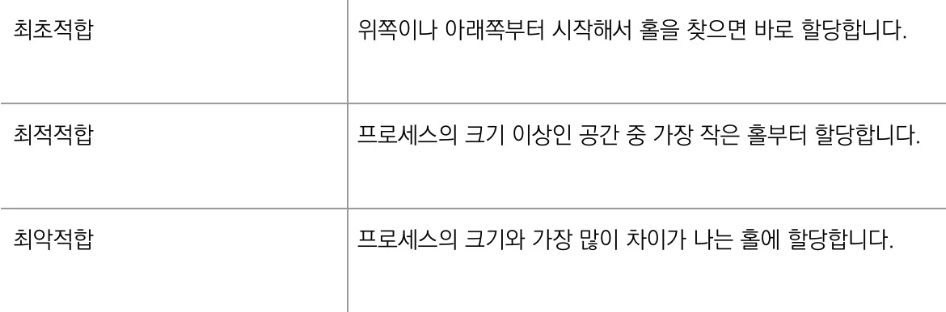 최초적합
위쪽이나 아래쪽부터 시작해서 홀을 찾으면 바로 할당합니다.
최적적합
프로세스의 크기 이상인 공간 중 가장 작은 홀부터 할당합니다.
최악적합
프로세스의 크기와 가장 많이 차이가 나는 홀에 할당합니다.